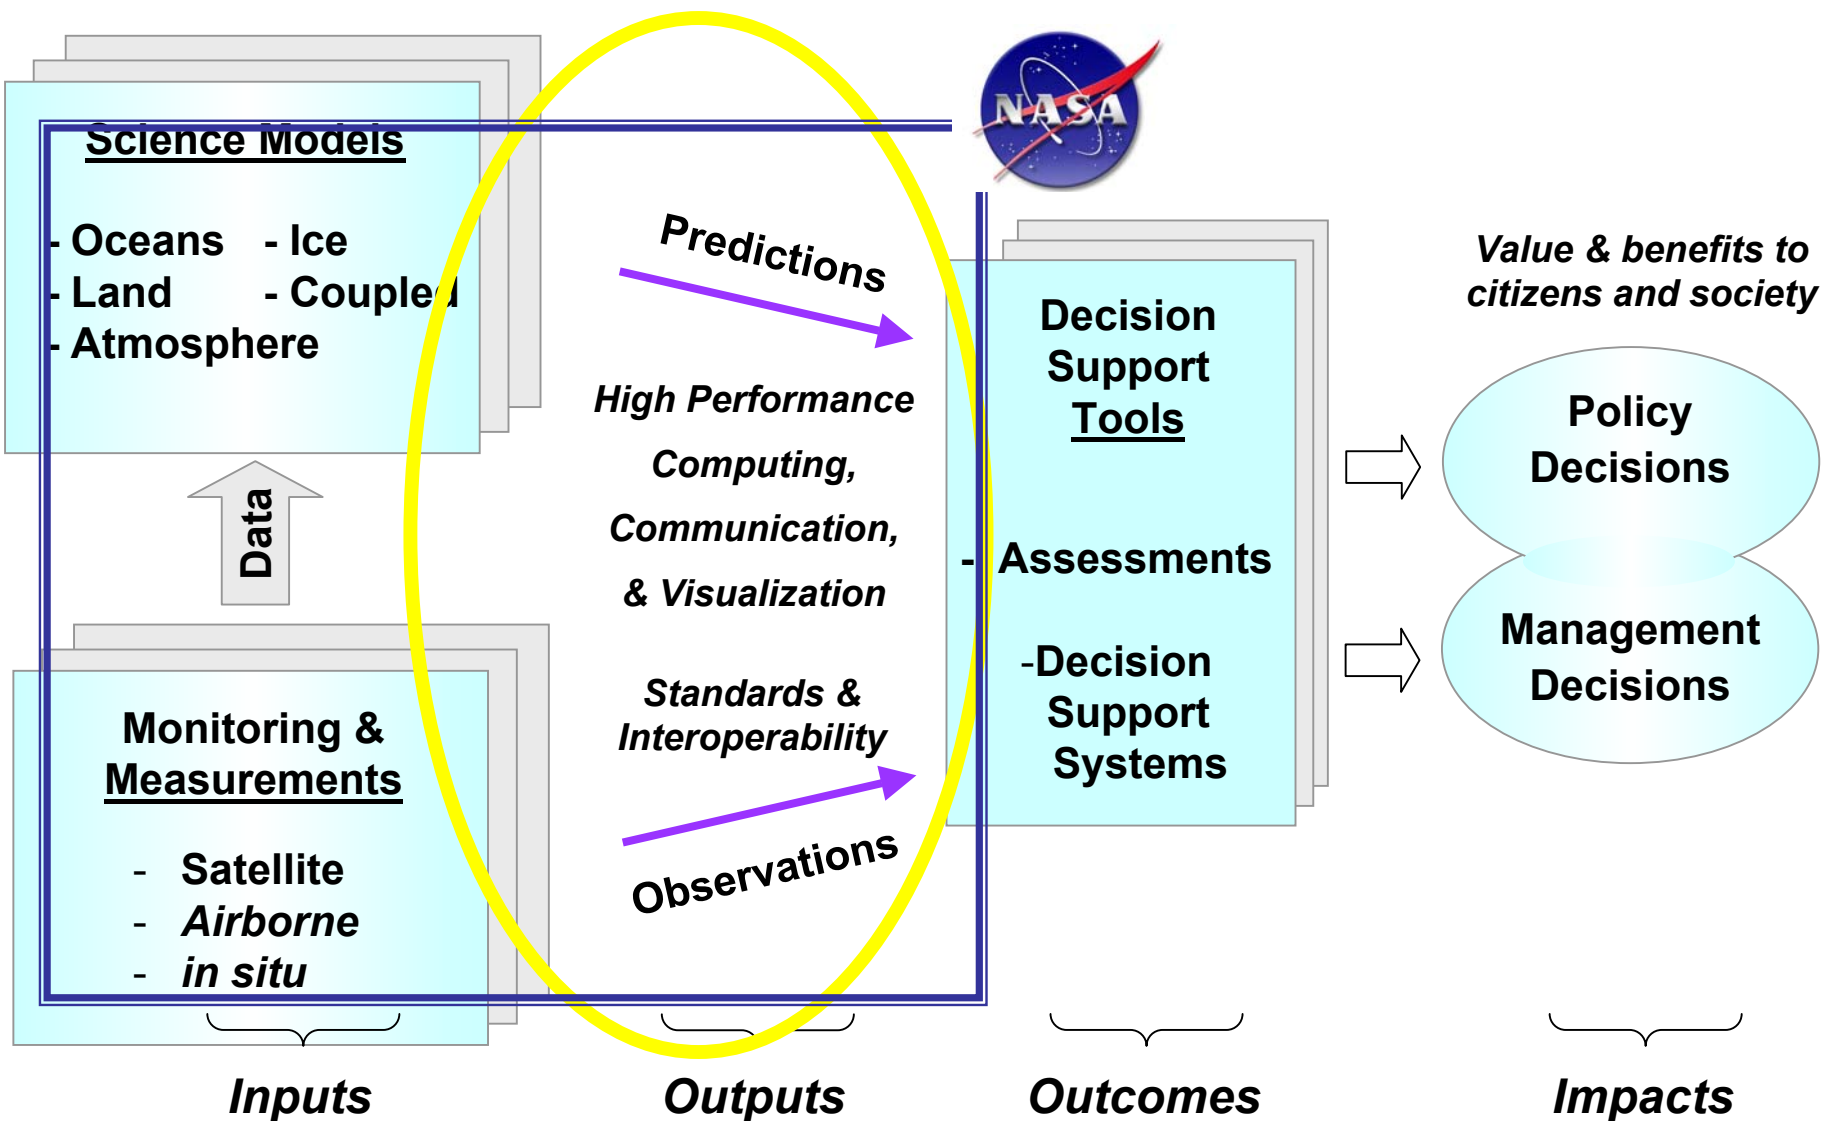 NASA
Science Models
- Oceans - Ice
- Land - Coupled
- Atmosphere
Data
Monitoring &
Measurements
- Satellite
- Airborne
- in situ
Inputs
Predictions
High Performance
Computing,
Communication,
& Visualization
Standards &
Interoperability
Observations
Outputs
Decision
Support
Tools
- Assessments
-Decision
Support
Systems
Outcomes
Value & benefits to
citizens and society
Policy
Decisions
Management
Decisions
Impacts